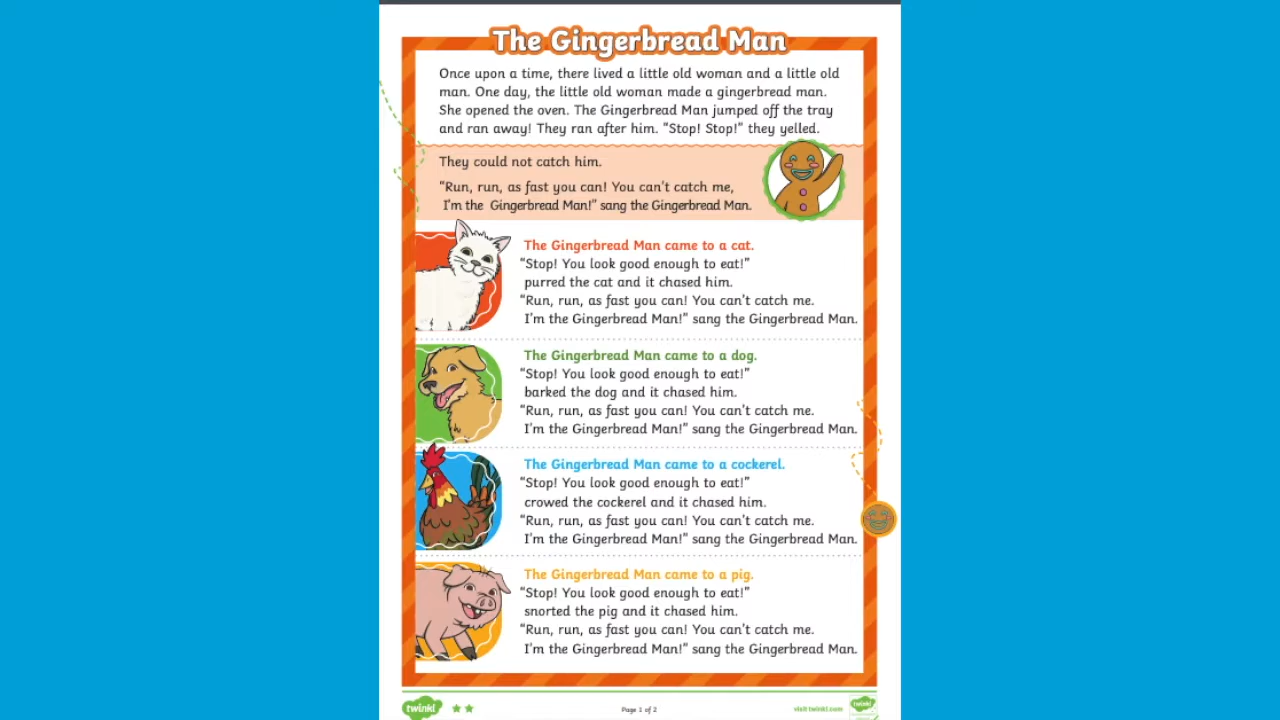 The Gingerbread Man
Once upon a time, there lived a little old woman and a little old
man. One day, the little old woman made a gingerbread man.
She opened the oven. The Gingerbread Man jumped off the tray
and ran away! They ran after him. “Stop! Stop!” they yelled.
They could not catch him.
“Run, run, as fast you can! You can’t catch me,
I’m the Gingerbread Man!” sang the Gingerbread Man.
The Gingerbread Man came to a cat.
“Stop! You look good enough to eat!”
purred the cat and it chased him.
“Run, run, as fast you can! You can’t catch me.
I’m the Gingerbread Man!” sang the Gingerbread Man.
The Gingerbread Man came to a dog.
“Stop! You look good enough to eat!”
barked the dog and it chased him.
“Run, run, as fast you can! You can’t catch me.
I’m the Gingerbread Man!” sang the Gingerbread Man.
The Gingerbread Man came to a cockerel.
“Stop! You look good enough to eat!”
crowed the cockerel and it chased him.
“Run, run, as fast you can! You can’t catch me.
I’m the Gingerbread Man!” sang the Gingerbread Man.
The Gingerbread Man came to a pig.
“Stop! You look good enough to eat!”
snorted the pig and it chased him.
“Run, run, as fast you can! You can’t catch me.
I’m the Gingerbread Man!” sang the Gingerbread Man.
twinkl
Page 1 of 2
visit twinkl.com
twinkl